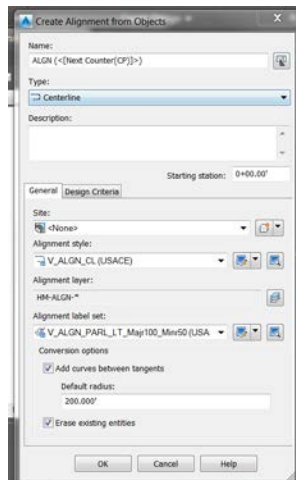 Create Alignment from Objects
X
Name:
ALGN (<[Next Counter(CP)]>)
Type:
Centerline
Description:
Starting station: 0+00.00'
General Design Criteria
Site:
<None>
Alignment style:
V_ALGN_CL (USACE)
Alignment layer:
HM-ALGN-*
Alignment label set:
V_ALGN_PARL_LT_Majr100_Minr50 (USA
Conversion options
Add curves between tangents
Default radius:
200.000'
Erase existing entities
OK Cancel Help